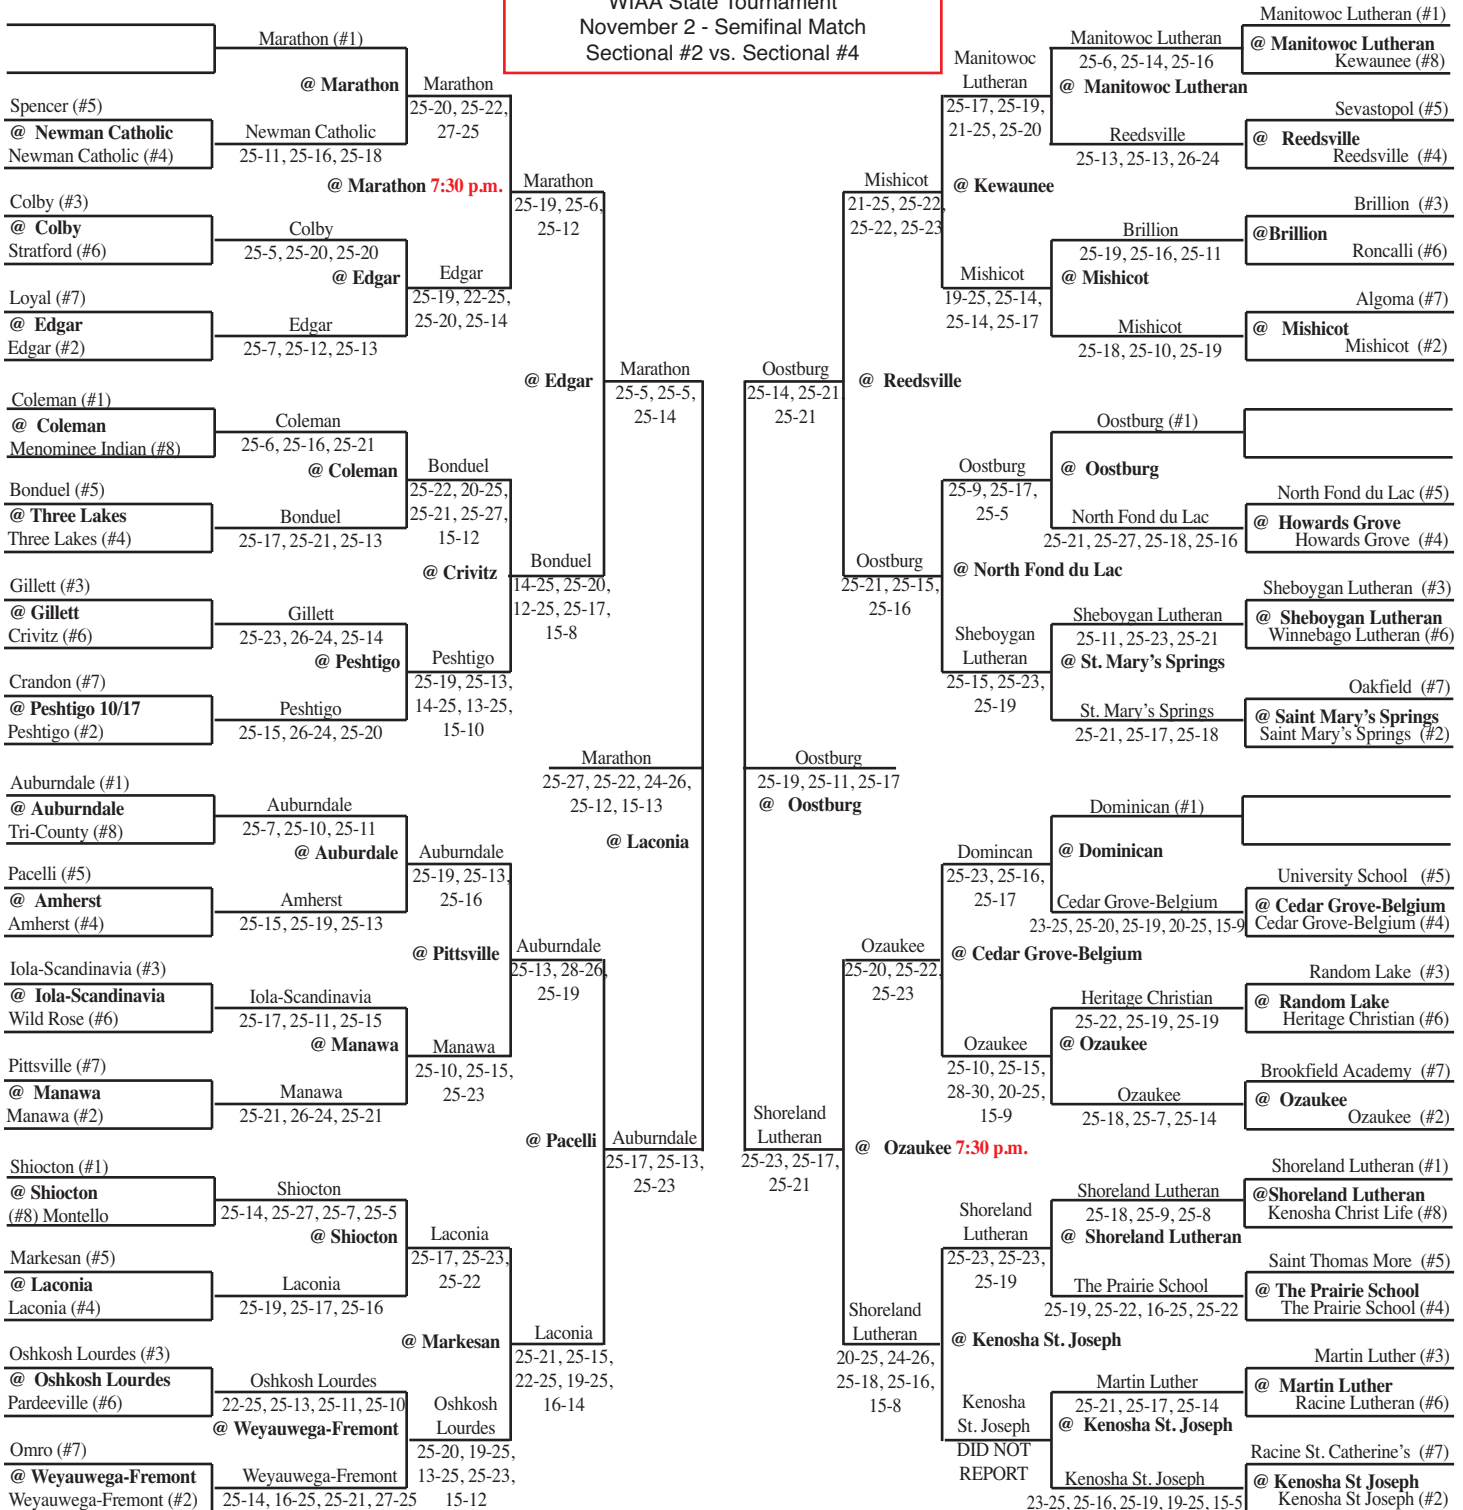 WIAA State Tournament
November 2 - Semifinal Match
Sectional #2 vs. Sectional #4
Marathon (#1)
@ Marathon
Spencer (#5)
@ Newman Catholic
Newman Catholic (#4)
Newman Catholic
25-11, 25-16, 25-18
Marathon
25-20, 25-22,
27-25
@ Marathon 7:30 p.m.
Colby (#3)
@ Colby
Stratford (#6)
Colby
25-5, 25-20, 25-20
@ Edgar
Loyal (#7)
@ Edgar
Edgar (#2)
Edgar
25-7, 25-12, 25-13
Edgar
25-19, 22-25,
25-20, 25-14
Marathon
25-19, 25-6,
25-12
@ Edgar
Coleman (#1)
@ Coleman
Menominee Indian (#8)
Coleman
25-6, 25-16, 25-21
@ Coleman
Bonduel (#5)
@ Three Lakes
Three Lakes (#4)
Bonduel
25-17, 25-21, 25-13
Bonduel
25-22, 20-25,
25-21, 25-27,
15-12
@ Crivitz
Gillett (#3)
@ Gillett
Crivitz (#6)
Gillett
25-23, 26-24, 25-14
@ Peshtigo
Crandon (#7)
@ Peshtigo 10/17
Peshtigo (#2)
Peshtigo
25-15, 26-24, 25-20
Peshtigo
25-19, 25-13,
14-25, 13-25,
15-10
Bonduel
14-25, 25-20,
12-25, 25-17,
15-8
Marathon
25-5, 25-5,
25-14
Marathon
25-27, 25-22, 24-26,
25-12, 15-13
@ Laconia
Auburndale (#1)
@ Auburndale
Tri-County (#8)
Auburndale
25-7, 25-10, 25-11
@ Auburdale
Pacelli (#5)
@ Amherst
Amherst (#4)
Amherst
25-15, 25-19, 25-13
Auburndale
25-19, 25-13,
25-16
@ Pittsville
Iola-Scandinavia (#3)
@ Iola-Scandinavia
Wild Rose (#6)
Iola-Scandinavia
25-17, 25-11, 25-15
@ Manawa
Pittsville (#7)
@ Manawa
Manawa (#2)
Manawa
25-21, 26-24, 25-21
Manawa
25-10, 25-15,
25-23
Auburndale
25-13, 28-26,
25-19
@ Pacelli
Auburndale
25-17, 25-13,
25-23
Shiocton (#1)
@ Shiocton
(#8) Montello
Shiocton
25-14, 25-27, 25-7, 25-5
@ Shiocton
Markesan (#5)
@ Laconia
Laconia (#4)
Laconia
25-19, 25-17, 25-16
Laconia
25-17, 25-23,
25-22
@ Markesan
Oshkosh Lourdes (#3)
@ Oshkosh Lourdes
Pardeeville (#6)
Oshkosh Lourdes
22-25, 25-13, 25-11, 25-10
@ Weyauwega-Fremont
Omro (#7)
@ Weyauwega-Fremont
Weyauwega-Fremont (#2)
Weyauwega-Fremont
25-14, 16-25, 25-21, 27-25
Oshkosh
Lourdes
25-20, 19-25,
13-25, 25-23,
15-12
Laconia
25-21, 25-15,
22-25, 19-25,
16-14
Manitowoc Lutheran (#1)
@ Manitowoc Lutheran
Kewaunee (#8)
Manitowoc Lutheran
25-6, 25-14, 25-16
@ Manitowoc Lutheran
Sevastopol (#5)
@ Reedsville
Reedsville (#4)
Reedsville
25-13, 25-13, 26-24
Manitowoc
Lutheran
25-17, 25-19,
21-25, 25-20
@ Kewaunee
Brillion (#3)
@Brillion
Roncalli (#6)
Brillion
25-19, 25-16, 25-11
@ Mishicot
Algoma (#7)
@ Mishicot
Mishicot (#2)
Mishicot
25-18, 25-10, 25-19
Mishicot
19-25, 25-14,
25-14, 25-17
Mishicot
21-25, 25-22,
25-22, 25-23
@ Reedsville
Oostburg
25-14, 25-21,
25-21
Oostburg (#1)
@ Oostburg
North Fond du Lac (#5)
@ Howards Grove
Howards Grove (#4)
North Fond du Lac
25-21, 25-27, 25-18, 25-16
Oostburg
25-9, 25-17,
25-5
@ North Fond du Lac
Sheboygan Lutheran (#3)
@ Sheboygan Lutheran
Winnebago Lutheran (#6)
Sheboygan Lutheran
25-11, 25-23, 25-21
@ St. Mary's Springs
Oakfield (#7)
@ Saint Mary's Springs
Saint Mary's Springs (#2)
St. Mary's Springs
25-21, 25-17, 25-18
Sheboygan
Lutheran
25-15, 25-23,
25-19
Oostburg
25-21, 25-15,
25-16
Oostburg
25-19, 25-11, 25-17
@ Oostburg
Dominican (#1)
@ Dominican
University School (#5)
@ Cedar Grove-Belgium
Cedar Grove-Belgium (#4)
Cedar Grove-Belgium
23-25, 25-20, 25-19, 20-25, 15-9
Domincan
25-23, 25-16,
25-17
@ Cedar Grove-Belgium
Random Lake (#3)
@ Random Lake
Heritage Christian (#6)
Heritage Christian
25-22, 25-19, 25-19
@ Ozaukee
Brookfield Academy (#7)
@ Ozaukee
Ozaukee (#2)
Ozaukee
25-18, 25-7, 25-14
Ozaukee
25-10, 25-15,
28-30, 20-25,
15-9
Ozaukee
25-20, 25-22,
25-23
@ Ozaukee 7:30 p.m.
Shoreland
Lutheran
25-23, 25-17,
25-21
Shoreland Lutheran (#1)
@Shoreland Lutheran
Kenosha Christ Life (#8)
Shoreland Lutheran
25-18, 25-9, 25-8
@ Shoreland Lutheran
Saint Thomas More (#5)
@ The Prairie School
The Prairie School (#4)
The Prairie School
25-19, 25-22, 16-25, 25-22
Shoreland
Lutheran
25-23, 25-23,
25-19
@ Kenosha St. Joseph
Martin Luther (#3)
@ Martin Luther
Racine Lutheran (#6)
Martin Luther
25-21, 25-17, 25-14
@ Kenosha St. Joseph
Racine St. Catherine's (#7)
@ Kenosha St Joseph
Kenosha St. Joseph (#2)
Kenosha St. Joseph
23-25, 25-16, 25-19, 19-25, 15-5
Kenosha
St. Joseph
DID NOT
REPORT
Shoreland
Lutheran
20-25, 24-26,
25-18, 25-16,
15-8